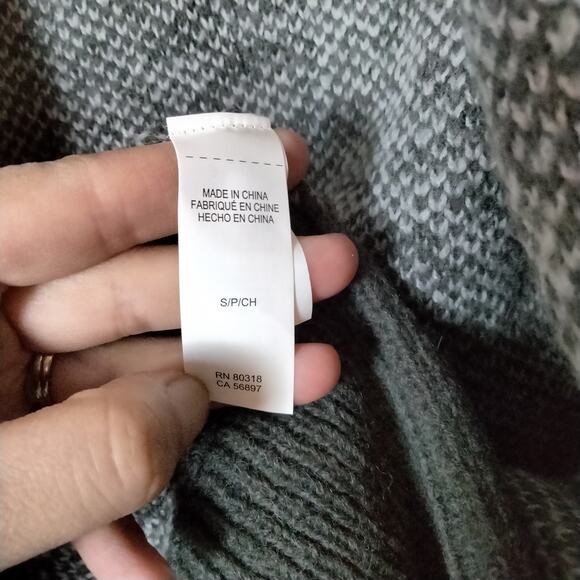 MADE IN CHINA
FABRIQUÉ EN CHINE
HECHO EN CHINA
S/P/CH
RN 80318
CA 56897